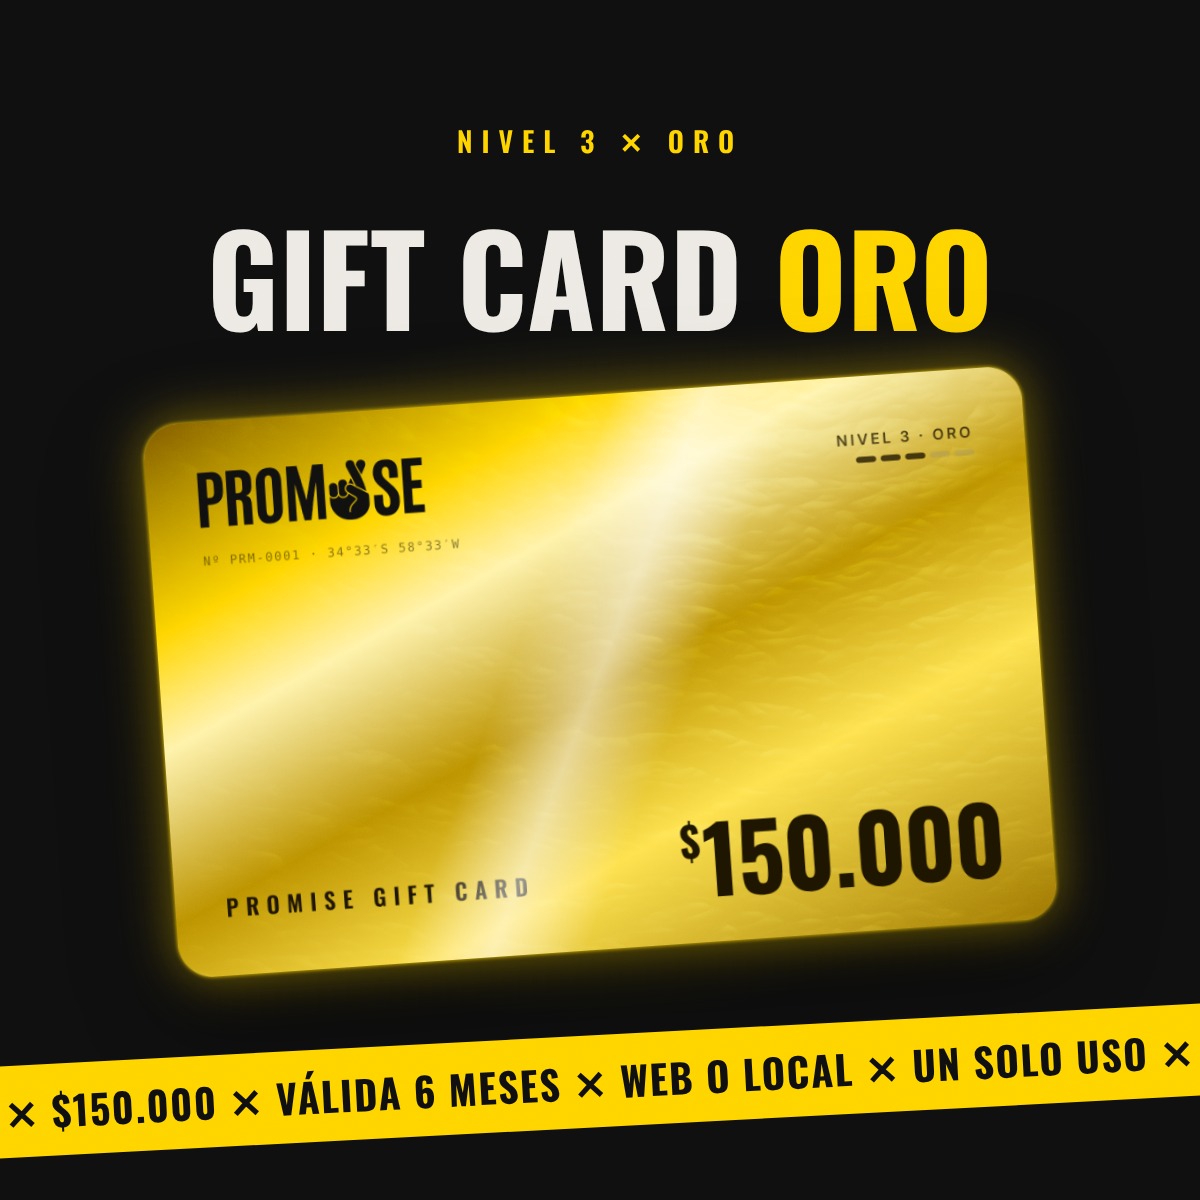 NIVEL 3 × ORO
GIFT CARD ORO
PROMISE
NIVEL 3 · ORO
Nº PRM-0001 · 34°33′S 58°33′W
PROMISE GIFT CARD
$150.000
× $150.000 × VÁLIDA 6 MESES × WEB O LOCAL × UN SOLO USO ×